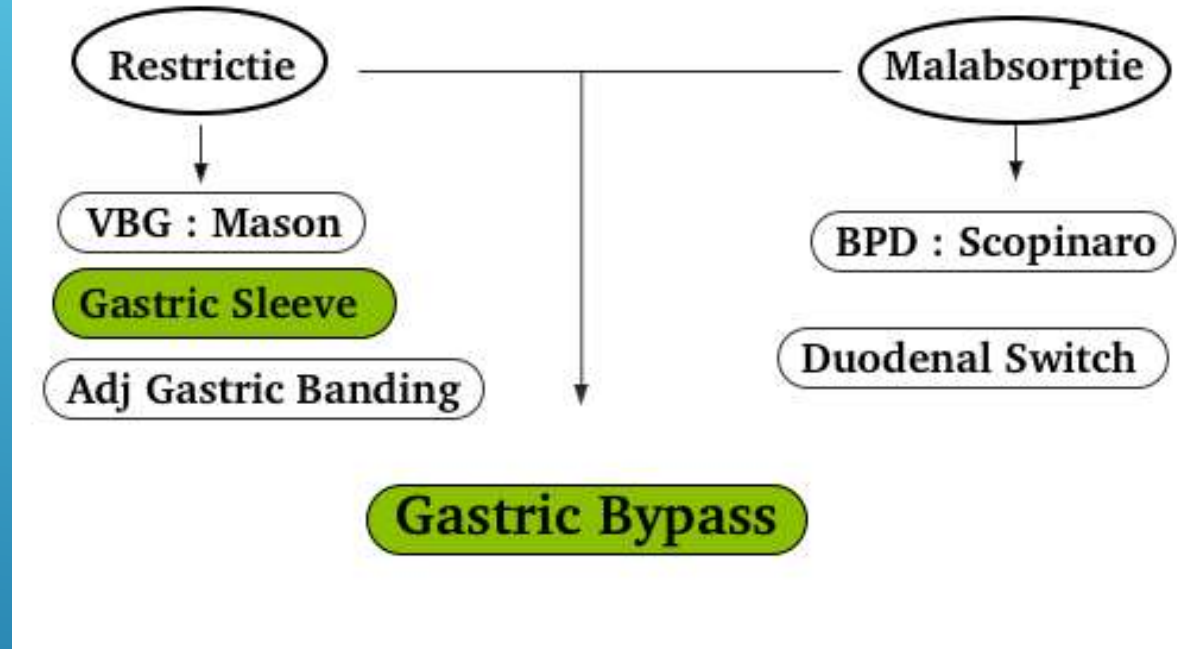 Restrictie
Malabsorptie
VBG : Mason
Gastric Sleeve
Adj Gastric Banding
BPD : Scopinaro
Duodenal Switch
Gastric Bypass